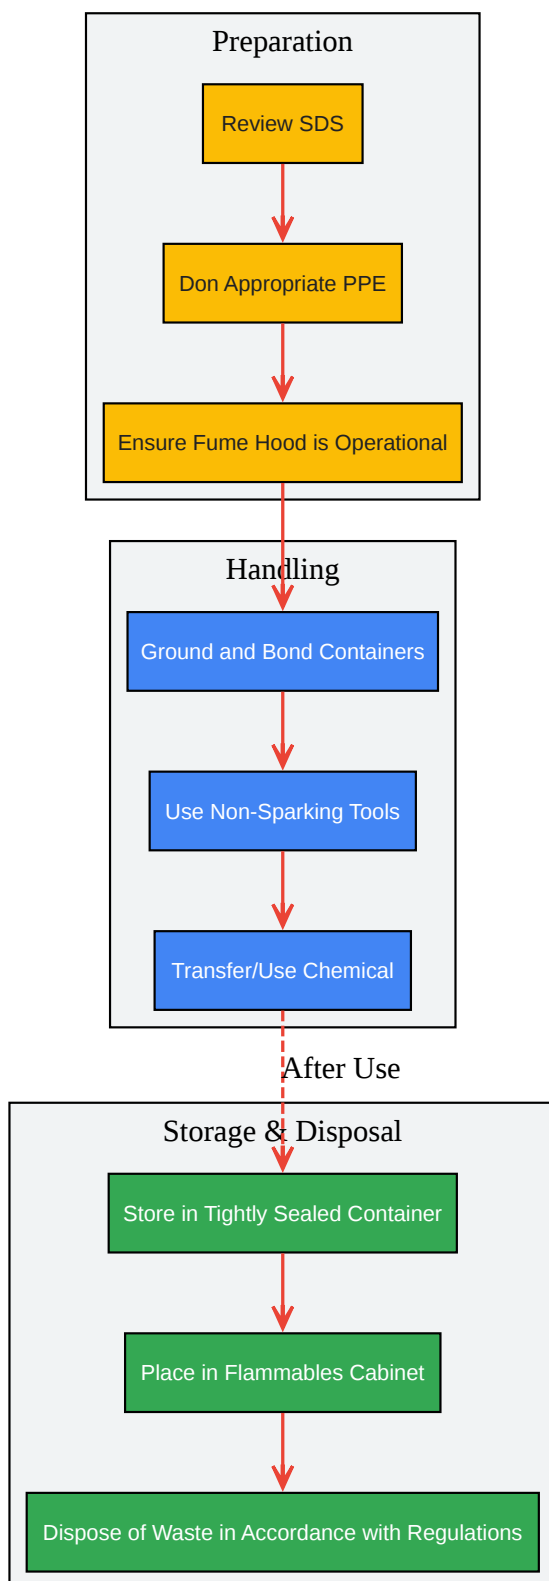 Preparation
Review SDS
Don Appropriate PPE
Ensure Fume Hood is Operational
Handling
Ground and Bond Containers
Use Non-Sparking Tools
Transfer/Use Chemical
After Use
Storage & Disposal
Store in Tightly Sealed Container
Place in Flammables Cabinet
Dispose of Waste in Accordance with Regulations